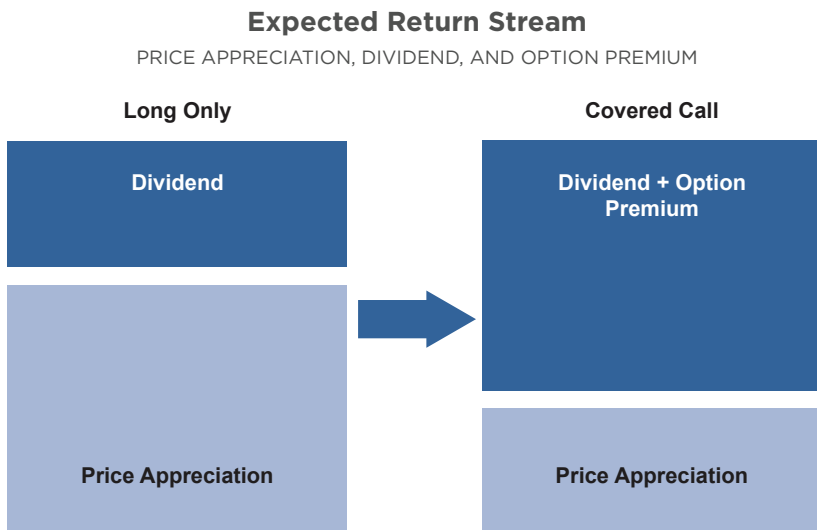 Expected Return Stream
PRICE APPRECIATION, DIVIDEND, AND OPTION PREMIUM
Long Only
Dividend
Price Appreciation
Covered Call
Dividend + Option
Premium
Price Appreciation